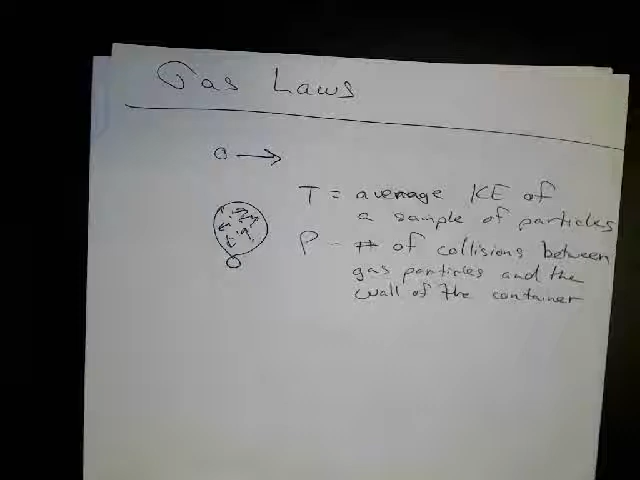 Gas Laws
T = average KE of
a sample of particles
P - # of collisions between
gas particles and the
wall of the container